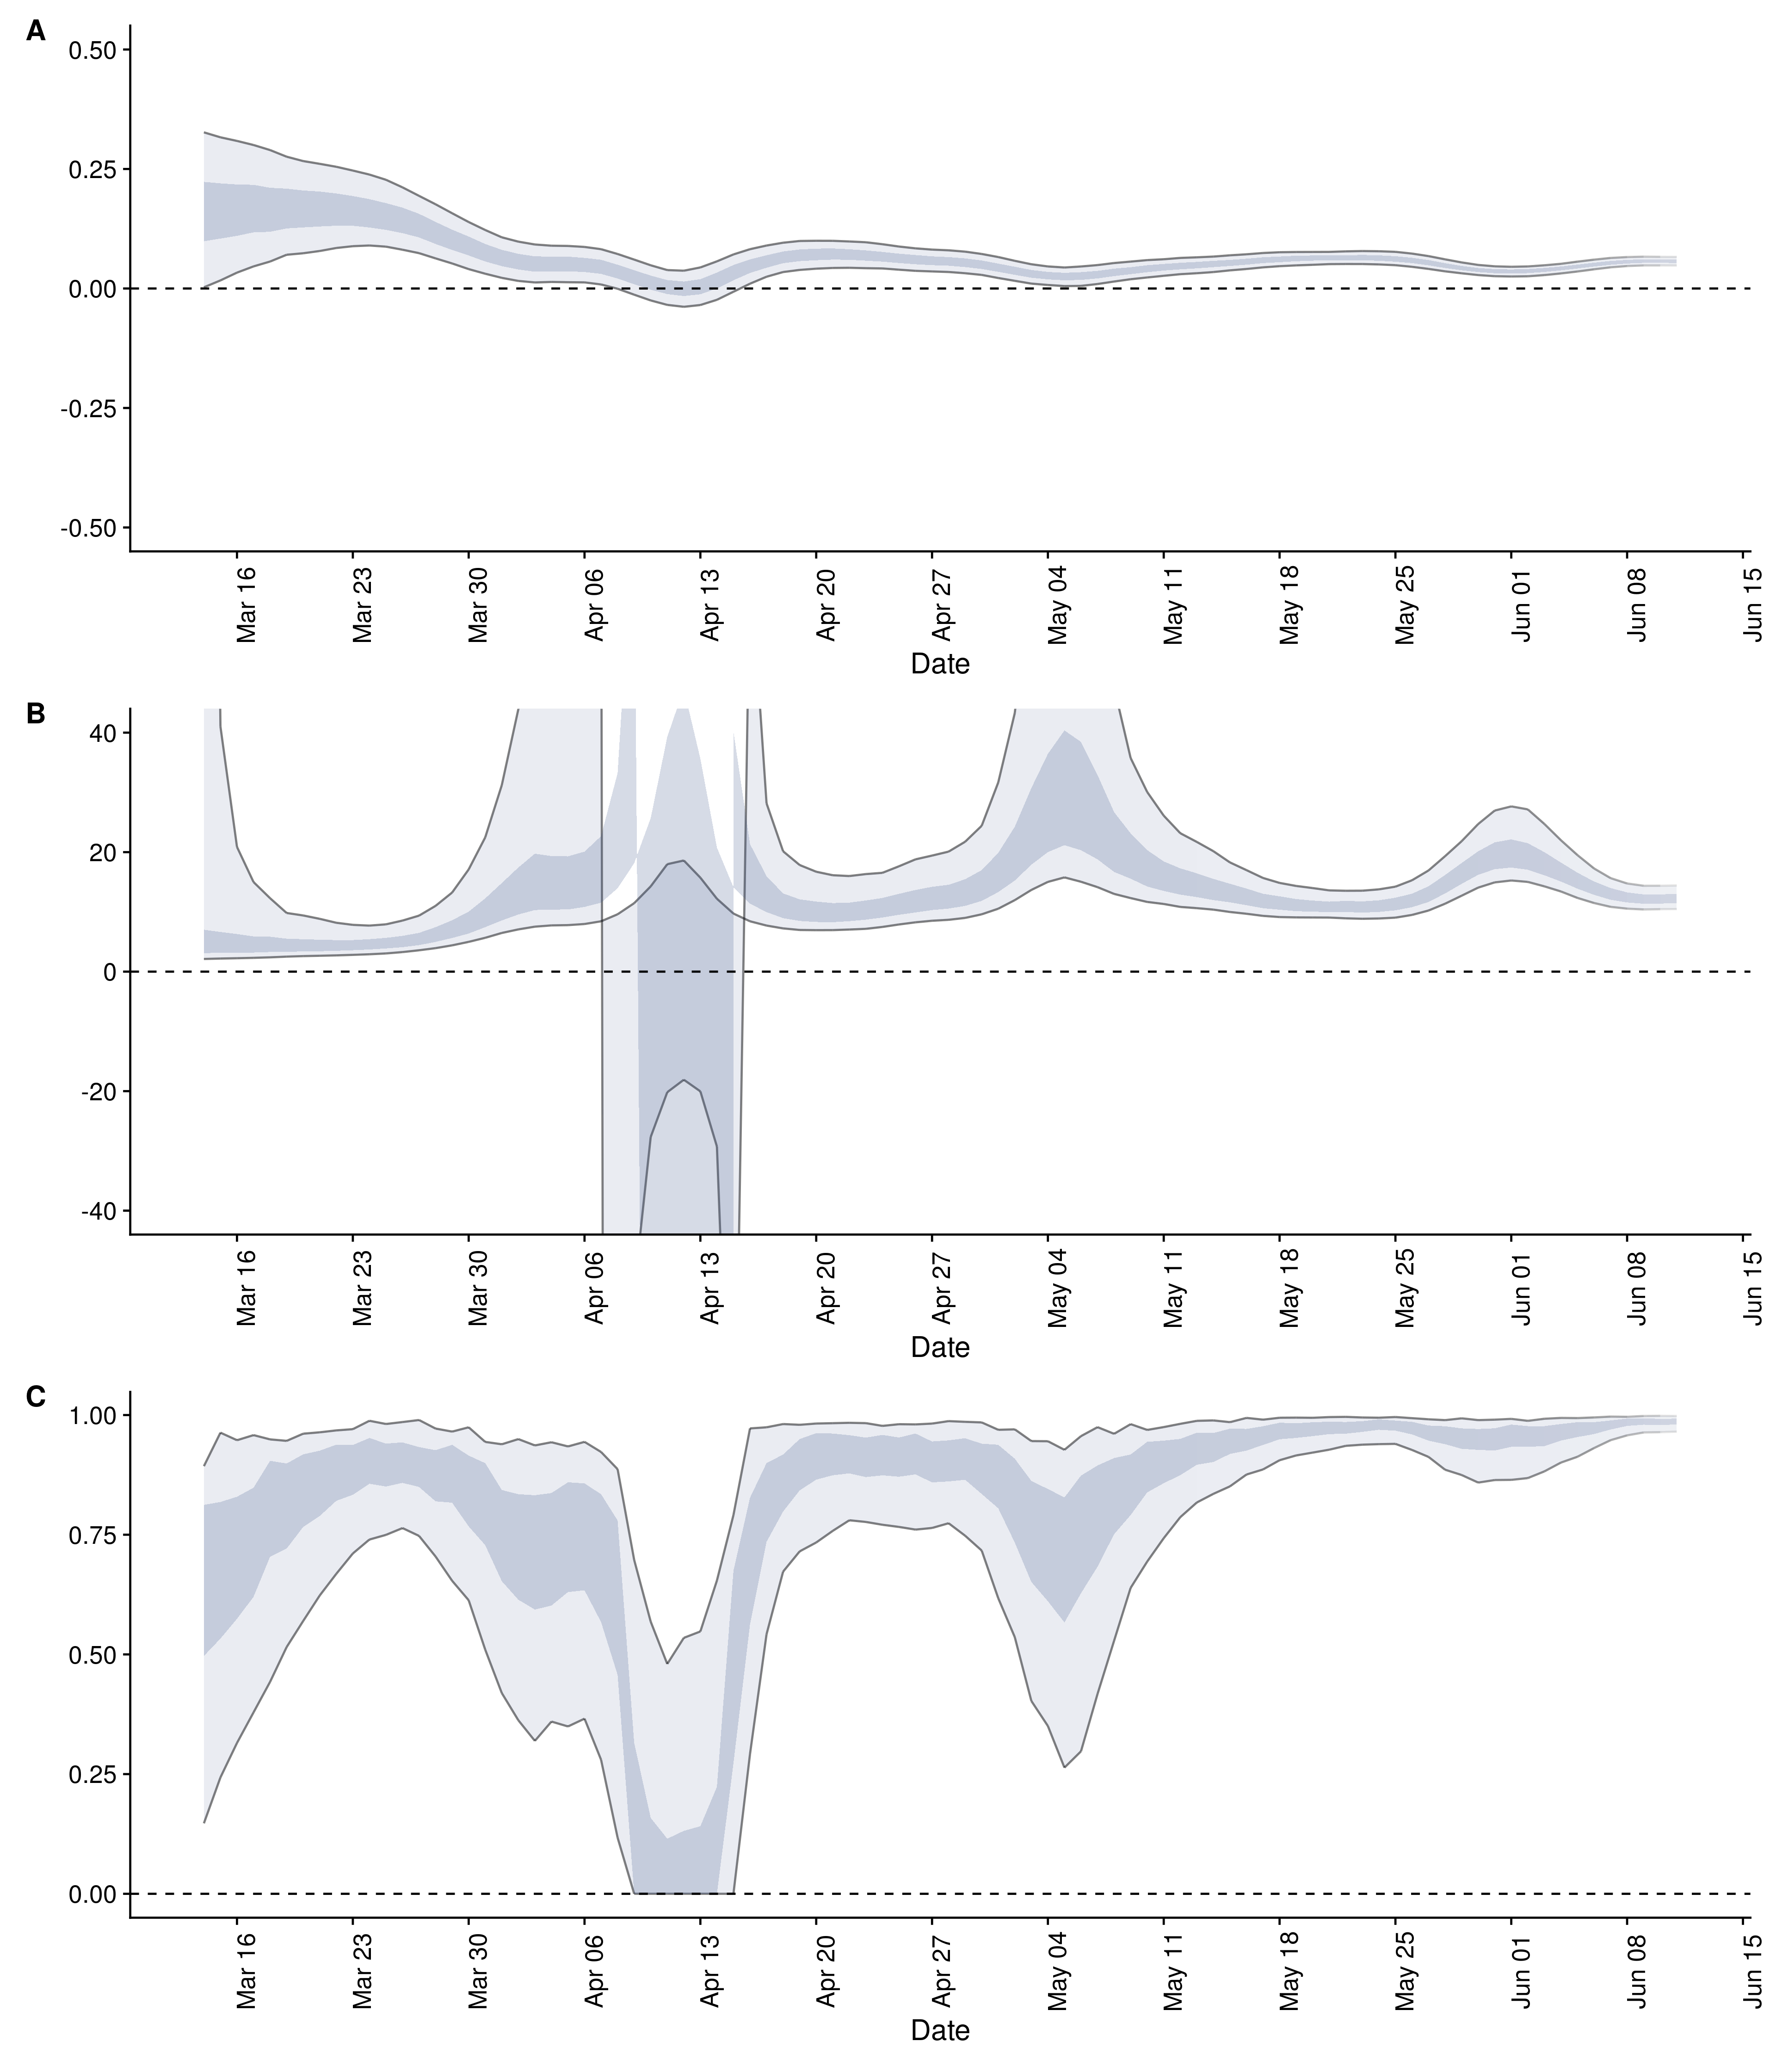 A
0.50
0.25
0.00
-0.25
-0.50
Mar 16
Mar 23
Mar 30
Apr 06
Apr 13
Apr 20
Apr 27
May 04
May 11
May 18
May 25
Jun 01
Jun 08
Jun 15
Date
B
40
20
0
-20
-40
Mar 16
Mar 23
Mar 30
Apr 06
Apr 13
Apr 20
Apr 27
May 04
May 11
May 18
May 25
Jun 01
Jun 08
Jun 15
Date
C
1.00
0.75
0.50
0.25
0.00
Mar 16
Mar 23
Mar 30
Apr 06
Apr 13
Apr 20
Apr 27
May 04
May 11
May 18
May 25
Jun 01
Jun 08
Jun 15
Date